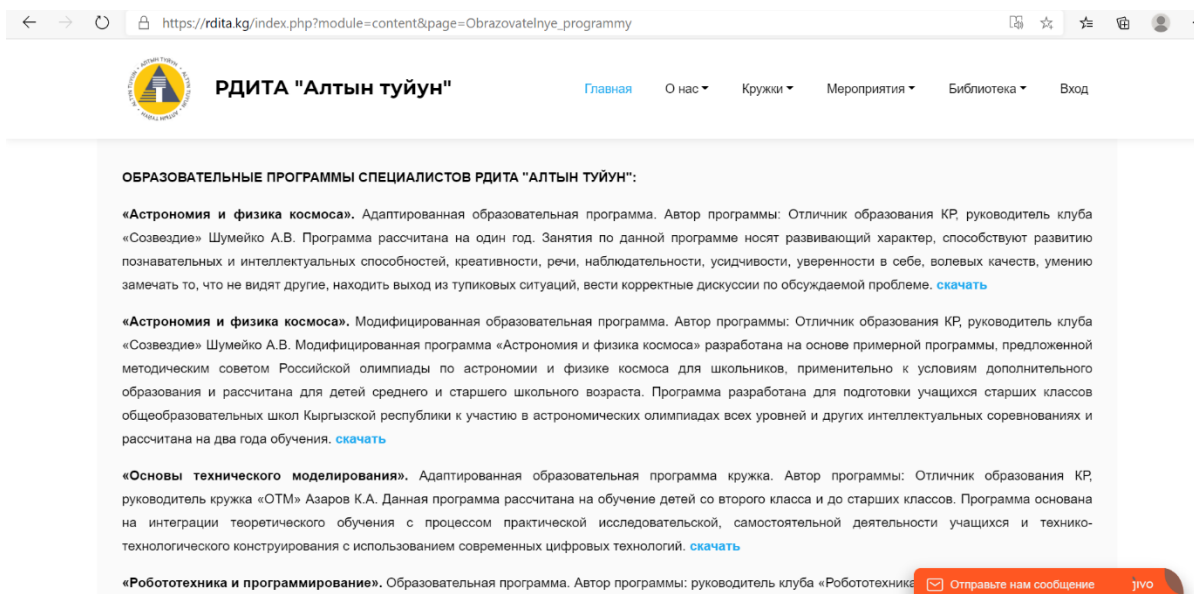 https://rdita.kg/index.php?module=content&page=Obrazovatelnye_programmy
РДИТА "Алтын туйун"
Главная О нас Кружки Мероприятия Библиотека Вход
ОБРАЗОВАТЕЛЬНЫЕ ПРОГРАММЫ СПЕЦИАЛИСТОВ РДИТА "АЛТЫН ТУЙУН":
«Астрономия и физика космоса». Адаптированная образовательная программа. Автор программы: Отличник образования КР, руководитель клуба
«Созвездие» Шумейко А.В. Программа рассчитана на один год. Занятия по данной программе носят развивающий характер, способствуют развитию
познавательных и интеллектуальных способностей, креативности, речи, наблюдательности, усидчивости, уверенности в себе, волевых качеств, умению
замечать то, что не видят другие, находить выход из тупиковых ситуаций, вести корректные дискуссии по обсуждаемой проблеме. скачать
«Астрономия и физика космоса». Модифицированная образовательная программа. Автор программы: Отличник образования КР, руководитель клуба
«Созвездие» Шумейко А.В. Модифицированная программа «Астрономия и физика космоса» разработана на основе примерной программы, предложенной
методическим советом Российской олимпиады по астрономии и физике космоса для школьников, применительно к условиям дополнительного
образования и рассчитана для детей среднего и старшего школьного возраста. Программа разработана для подготовки учащихся старших классов
общеобразовательных школ Кыргызской республики к участию в астрономических олимпиадах всех уровней и других интеллектуальных соревнованиях и
рассчитана на два года обучения. скачать
«Основы технического моделирования». Адаптированная образовательная программа кружка. Автор программы: Отличник образования КР,
руководитель кружка «ОТМ» Азаров К.А. Данная программа рассчитана на обучение детей со второго класса и до старших классов. Программа основана
на интеграции теоретического обучения с процессом практической исследовательской, самостоятельной деятельности учащихся и технико-
технологического конструирования с использованием современных цифровых технологий. скачать
«Робототехника и программирование». Образовательная программа. Автор программы: руководитель клуба «Робототехника
Отправьте нам сообщение jivo